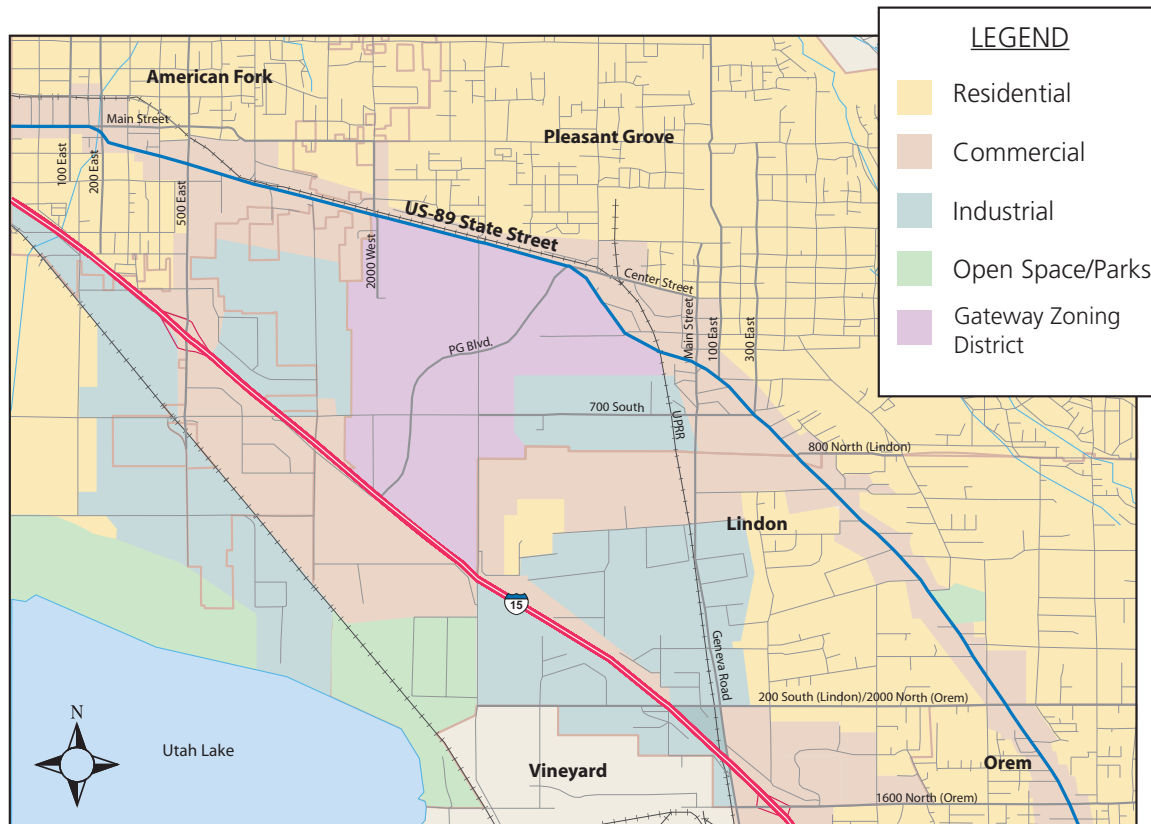 LEGEND
Residential
Commercial
Industrial
Open Space/Parks
Gateway Zoning
District
American Fork
Main Street
Pleasant Grove
100 East
200 East
500 East
2000 West
US-89 State Street
Center Street
Main Street
100 East
300 East
PG Blvd.
700 South
UPRR
800 North (Lindon)
Lindon
15
Geneva Road
200 South (Lindon)/2000 North (Orem)
N
Utah Lake
Vineyard
Orem
1600 North (Orem)